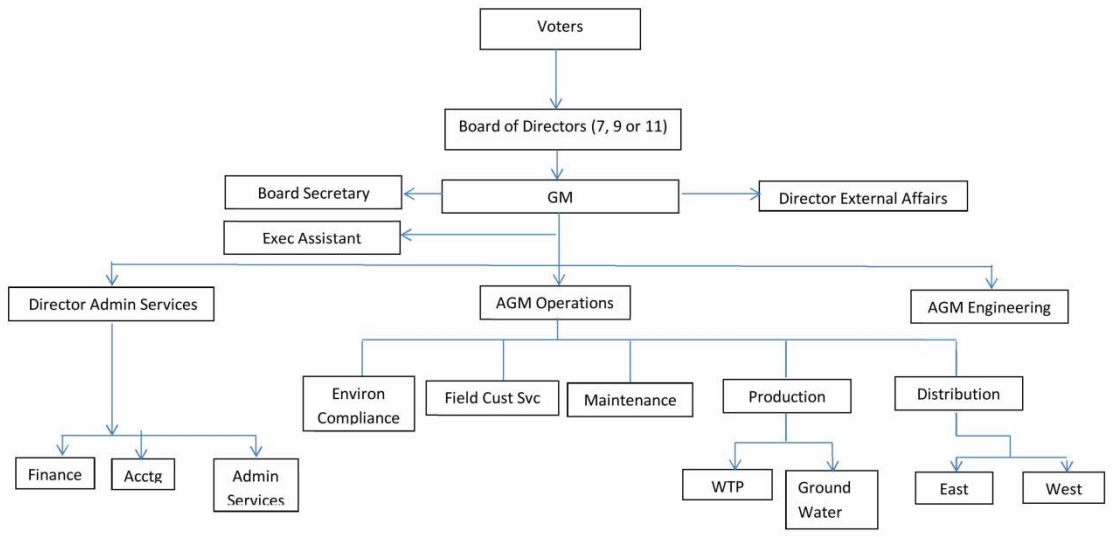 Voters
Board of Directors (7, 9 or 11)
Board Secretary
GM
Director External Affairs
Exec Assistant
Director Admin Services
AGM Operations
AGM Engineering
Environ
Compliance
Field Cust Svc
Maintenance
Production
Distribution
Finance
Acctg
Admin
Services
WTP
Ground
Water
East
West